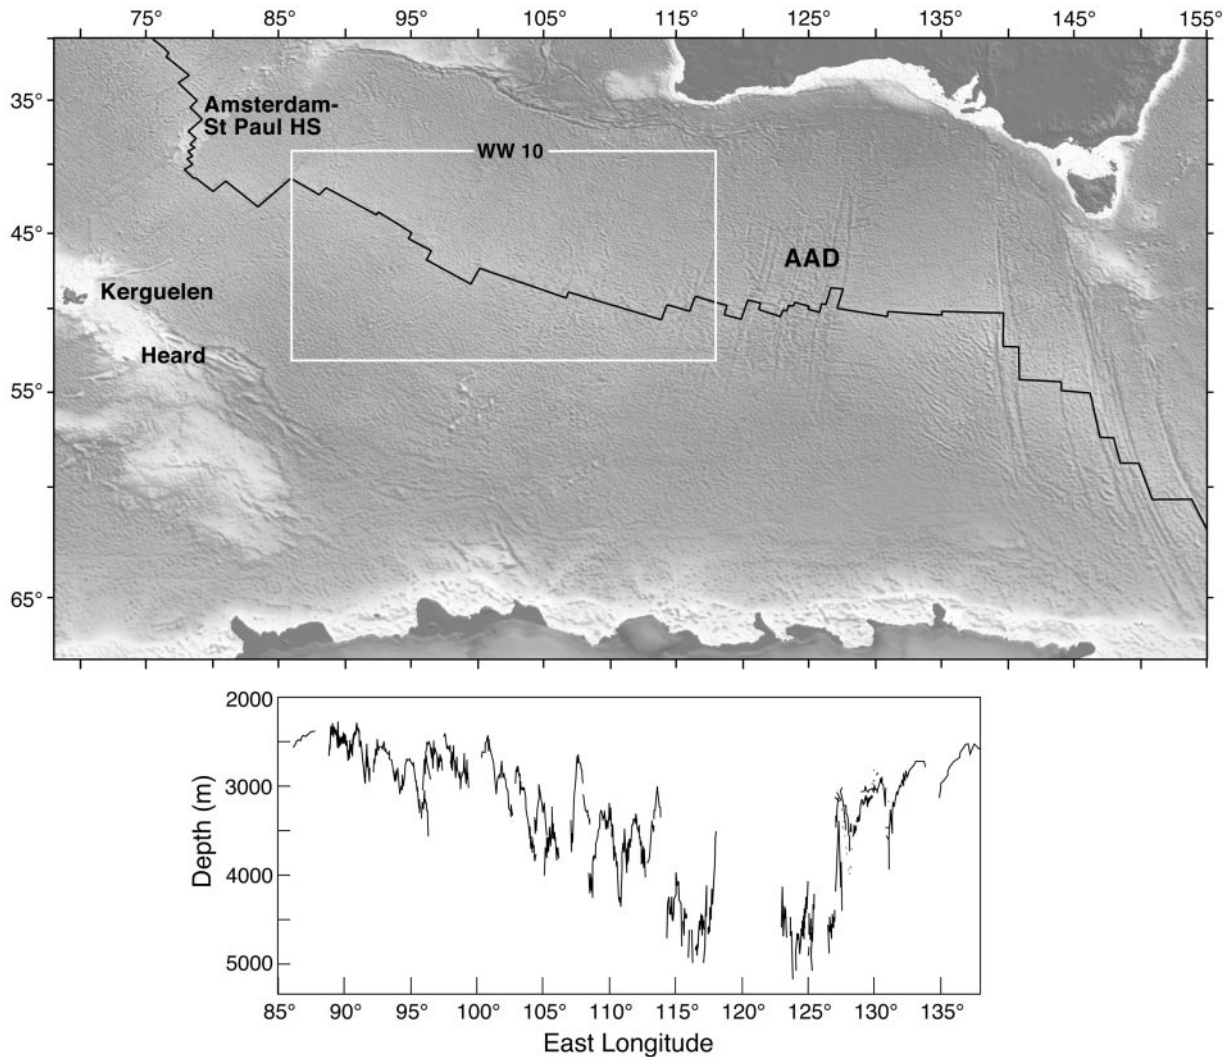 75° 85° 95° 105° 115° 125° 135° 145° 155°
35°
Amsterdam-
St Paul HS
WW 10
45°
AAD
Kerguelen
Heard
55°
65°
2000
3000
4000
5000
Depth (m)
85° 90° 95° 100° 105° 110° 115° 120° 125° 130° 135°
East Longitude